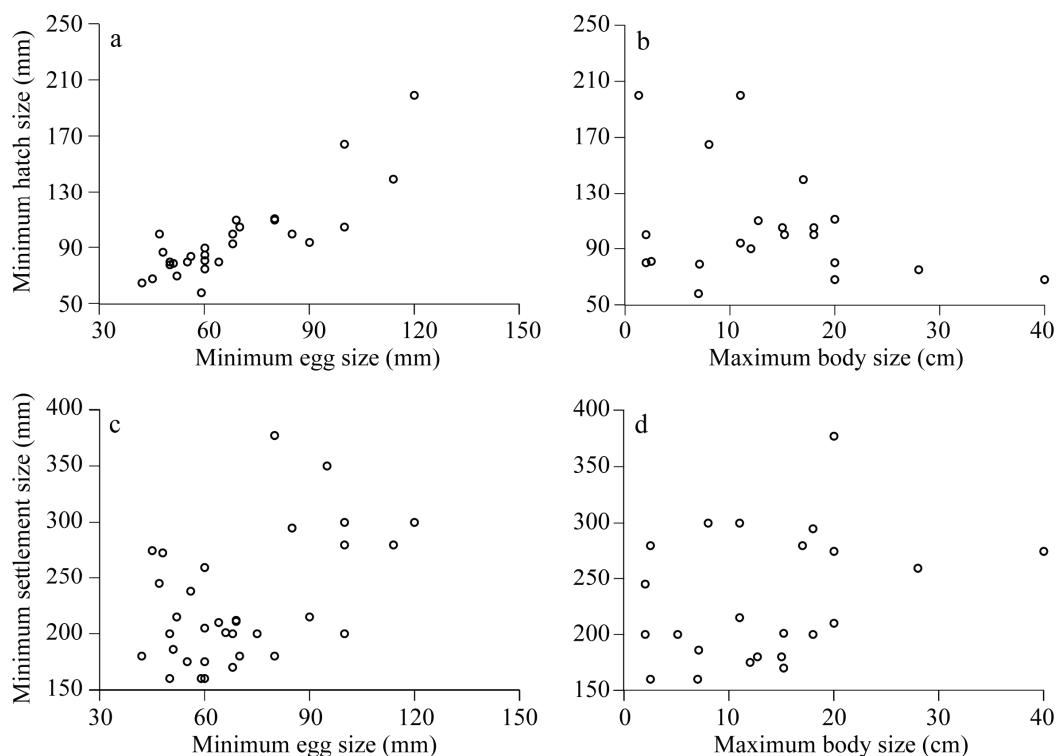 a
Minimum hatch size (mm)
250
210
170
130
90
50
30 60 90 120 150
Minimum egg size (mm)
b
250
210
170
130
90
50
0 10 20 30 40
Maximum body size (cm)
c
Minimum settlement size (mm)
400
350
300
250
200
150
30 60 90 120 150
Minimum egg size (mm)
d
400
350
300
250
200
150
0 10 20 30 40
Maximum body size (cm)